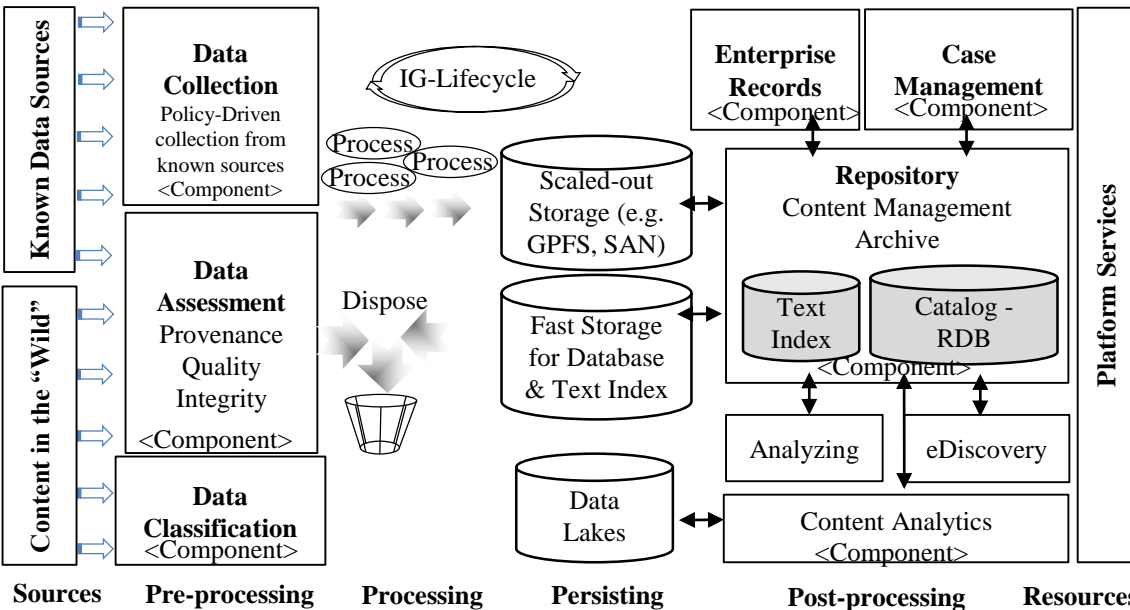 Known Data Sources
Content in the “Wild”
Data
Collection
Policy-Driven
collection from
known sources
<Component>
Data
Assessment
Provenance
Quality
Integrity
<Component>
Data
Classification
<Component>
IG-Lifecycle
Process
Process
Process
Dispose
Scaled-out
Storage (e.g.
GPFS, SAN)
Fast Storage
for Database
& Text Index
Data
Lakes
Enterprise
Records
<Component>
Case
Management
<Component>
Repository
Content Management
Archive
Text
Index
Catalog -
RDB
<Component>
Analyzing
eDiscovery
Content Analytics
<Component>
Platform Services
Sources
Pre-processing
Processing
Persisting
Post-processing
Resources